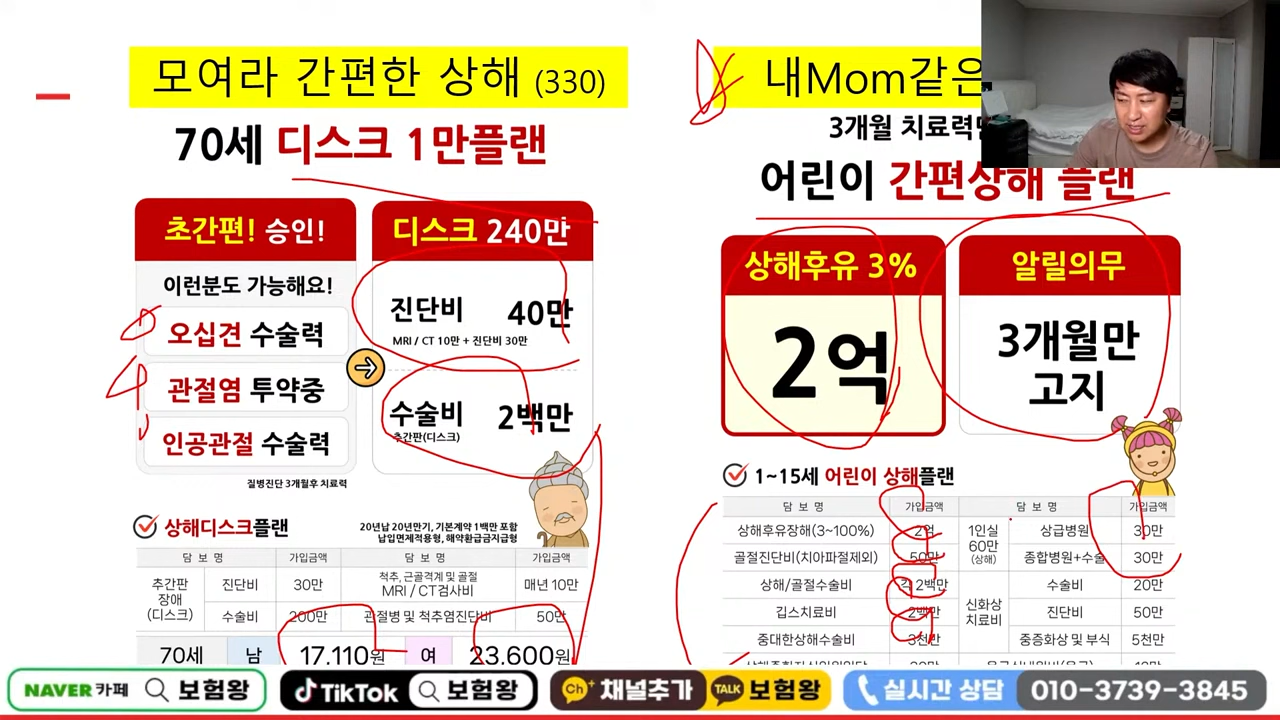 모여라 간편한 상해 (330)
70세 디스크 1만플랜
초간편! 승인!
이런분도 가능해요!
오십견 수술력
관절염 투약중
인공관절 수술력
질병진단 3개월후 치료력
디스크 240만
진단비 40만
MRI / CT 10만 + 진단비 30만
수술비 2백만
추간판(디스크)
상해디스크플랜
20년납 20년만기, 기본계약 1백만 포함
납입면제적용형, 해약환급금지급형
담 보 명 가입금액 담 보 명 가입금액
추간판 장애 (디스크) 진단비 30만 척추, 근골격계 및 골절 MRI / CT검사비 매년 10만
수술비 200만 관절병 및 척추염진단비 50만
70세 남 17,110원 여 23,600원
내Mom같은
3개월 치료력
어린이 간편상해 플랜
상해후유 3%
2억
알릴의무
3개월만
고지
1~15세 어린이 상해플랜
담 보 명 가입금액 담 보 명 가입금액
상해후유장해(3~100%) 2억 1인실 60만 (상해) 상급병원 30만
골절진단비(치아파절제외) 50만 종합병원+수술 30만
상해/골절수술비 각 2백만 신화상 치료비 수술비 20만
깁스치료비 2백만 진단비 50만
중대한상해수술비 3천만 중증화상 및 부식 5천만
NAVER 카페 보험왕
TikTok 보험왕
Ch+ 채널추가 TALK 보험왕
실시간 상담 010-3739-3845